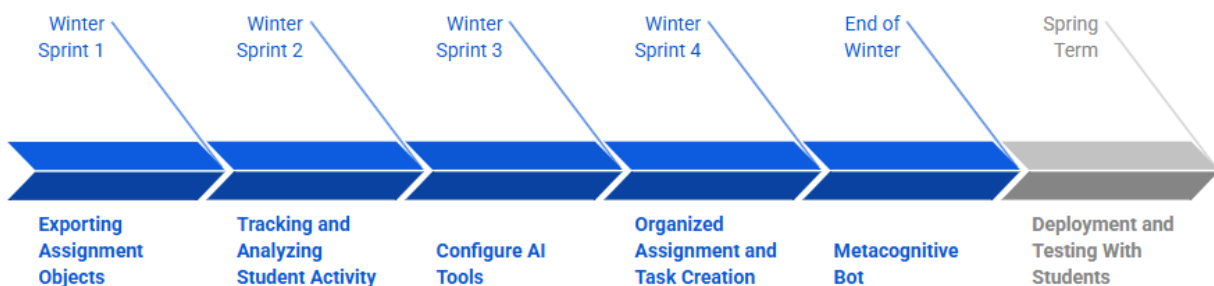 Winter
Sprint 1
Winter
Sprint 2
Winter
Sprint 3
Winter
Sprint 4
End of
Winter
Spring
Term
Exporting
Assignment
Objects
Tracking and
Analyzing
Student Activity
Configure AI
Tools
Organized
Assignment and
Task Creation
Metacognitive
Bot
Deployment and
Testing With
Students